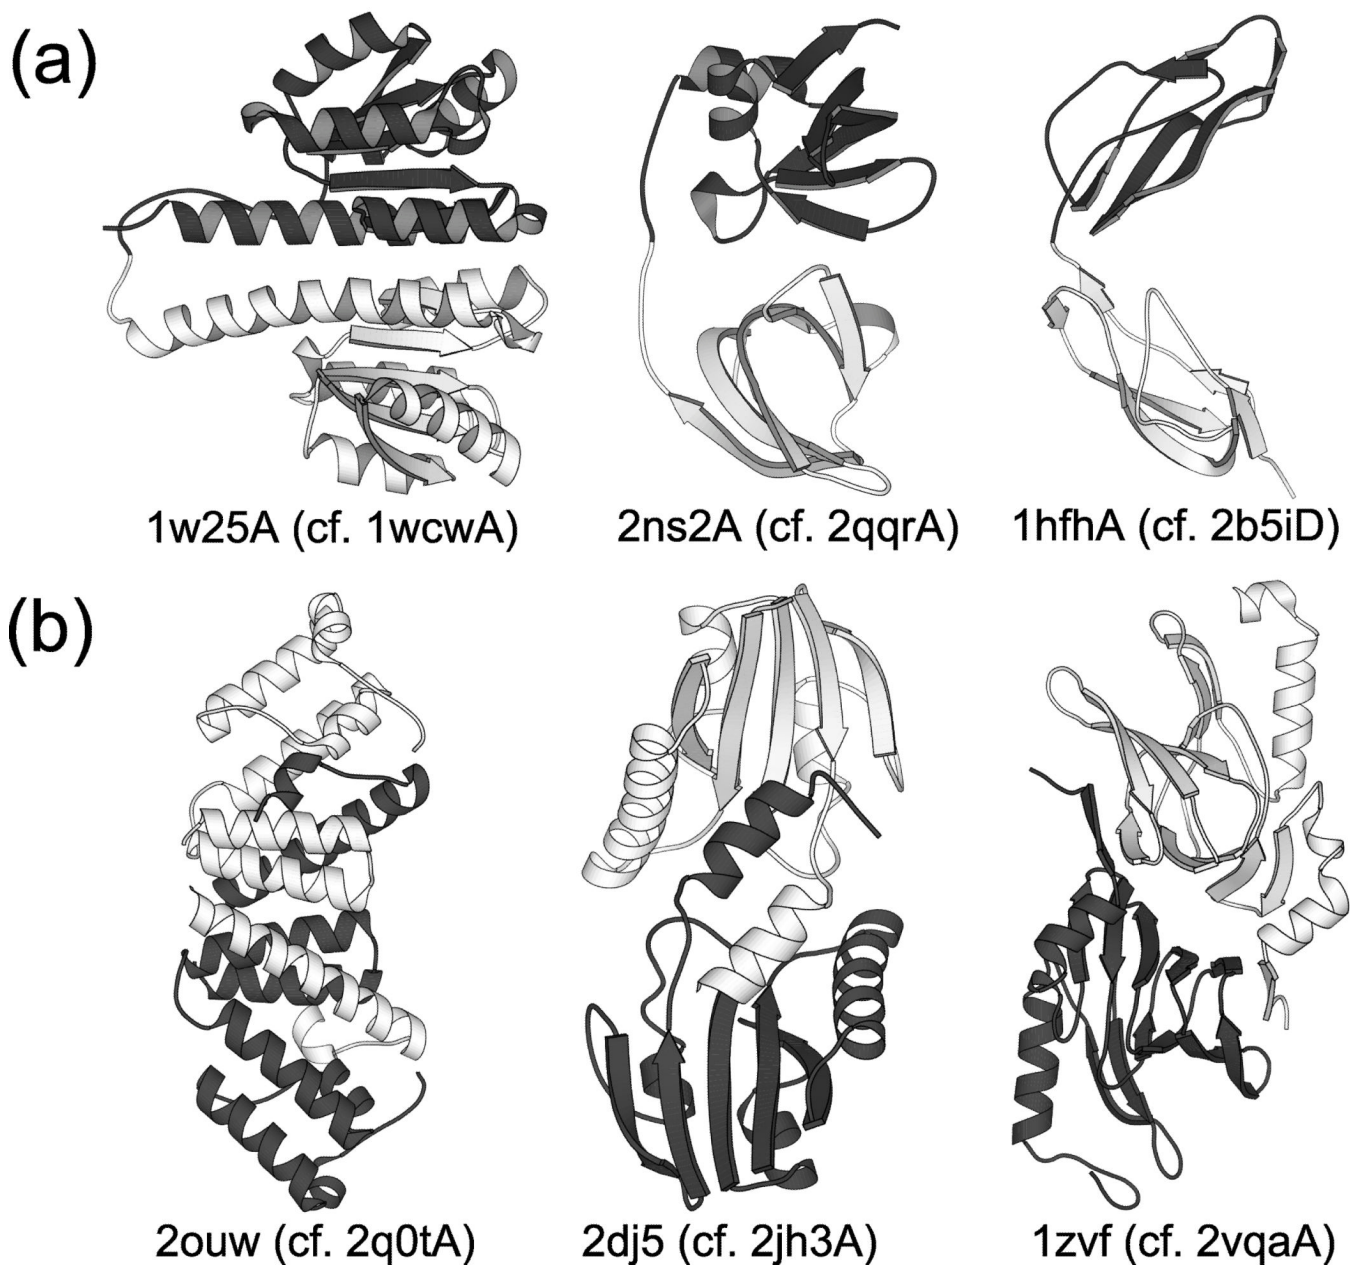 (a)
1w25A (cf. 1wcwA) 2ns2A (cf. 2qqrA) 1hfhA (cf. 2b5iD)
(b)
2ouw (cf. 2q0tA) 2dj5 (cf. 2jh3A) 1zvf (cf. 2vqaA)